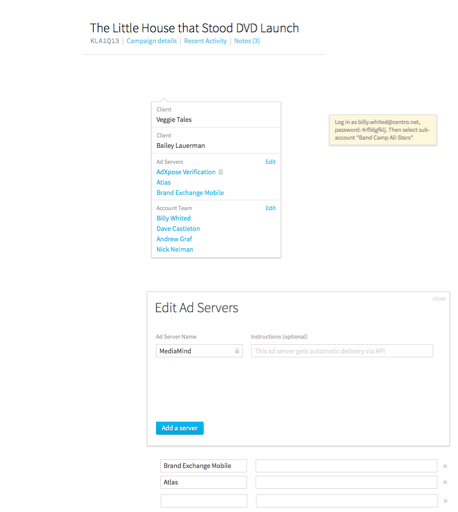 The Little House that Stood DVD Launch
KLA1Q13 | Campaign details | Recent Activity | Notes (3)
Client
Veggie Tales
Client
Bailey Lauerman
Ad Servers Edit
AdXpose Verification
Atlas
Brand Exchange Mobile
Account Team Edit
Billy Whited
Dave Castleton
Andrew Graf
Nick Neiman
Log in as billy.whited@centro.net,
password: Then select sub-
account "Band Camp All-Stars"
close
Edit Ad Servers
Ad Server Name Instructions (optional)
MediaMind This ad server gets automatic delivery via API
Add a server
Brand Exchange Mobile ×
Atlas ×
×